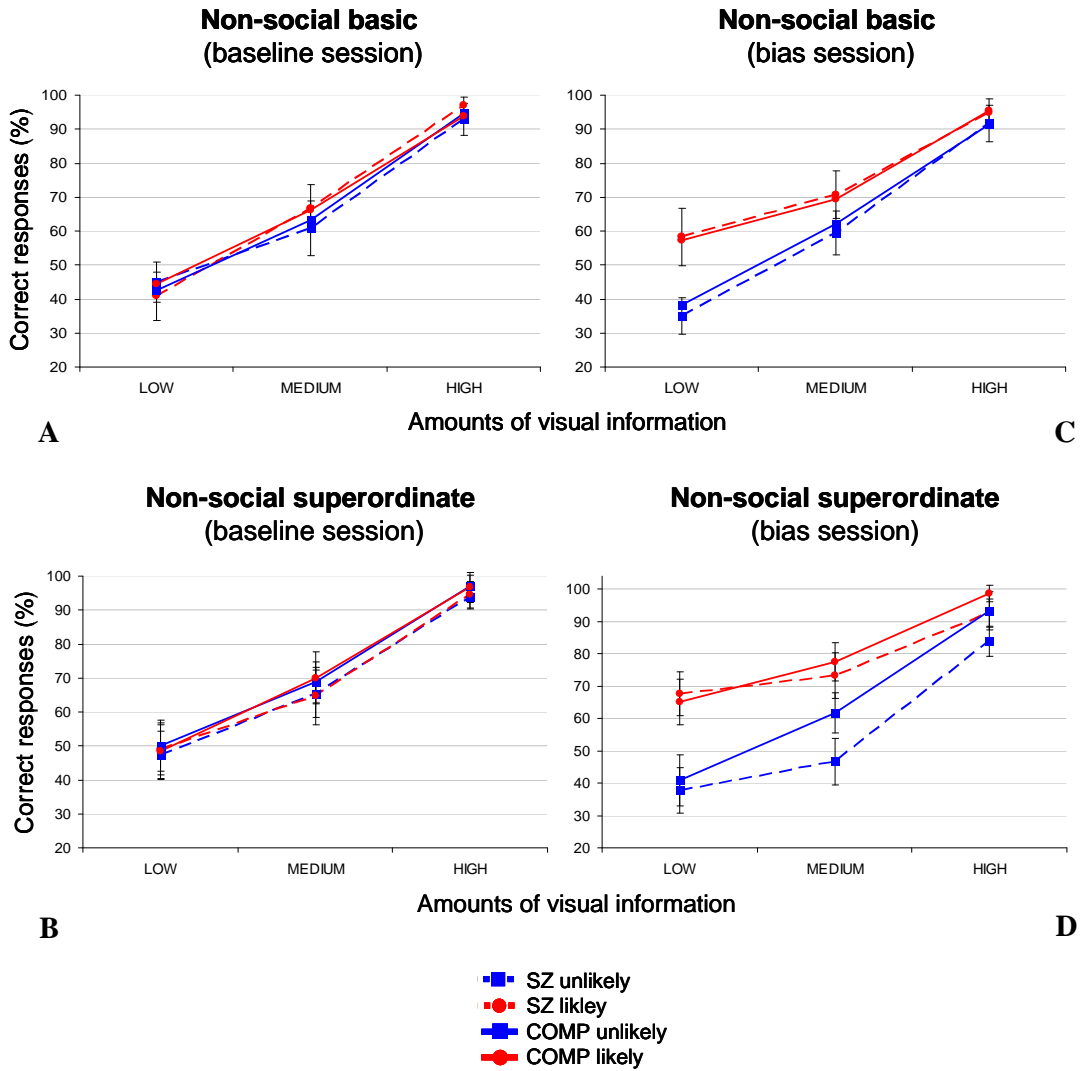 Non-social basic
(baseline session)
Correct responses (%)
100
90
80
70
60
50
40
30
20
LOW
MEDIUM
HIGH
A
Non-social basic
(bias session)
100
90
80
70
60
50
40
30
20
LOW
MEDIUM
HIGH
C
Amounts of visual information
Non-social superordinate
(baseline session)
Correct responses (%)
100
90
80
70
60
50
40
30
20
LOW
MEDIUM
HIGH
B
Non-social superordinate
(bias session)
100
90
80
70
60
50
40
30
20
LOW
MEDIUM
HIGH
D
Amounts of visual information
SZ unlikely
SZ likley
COMP unlikely
COMP likely